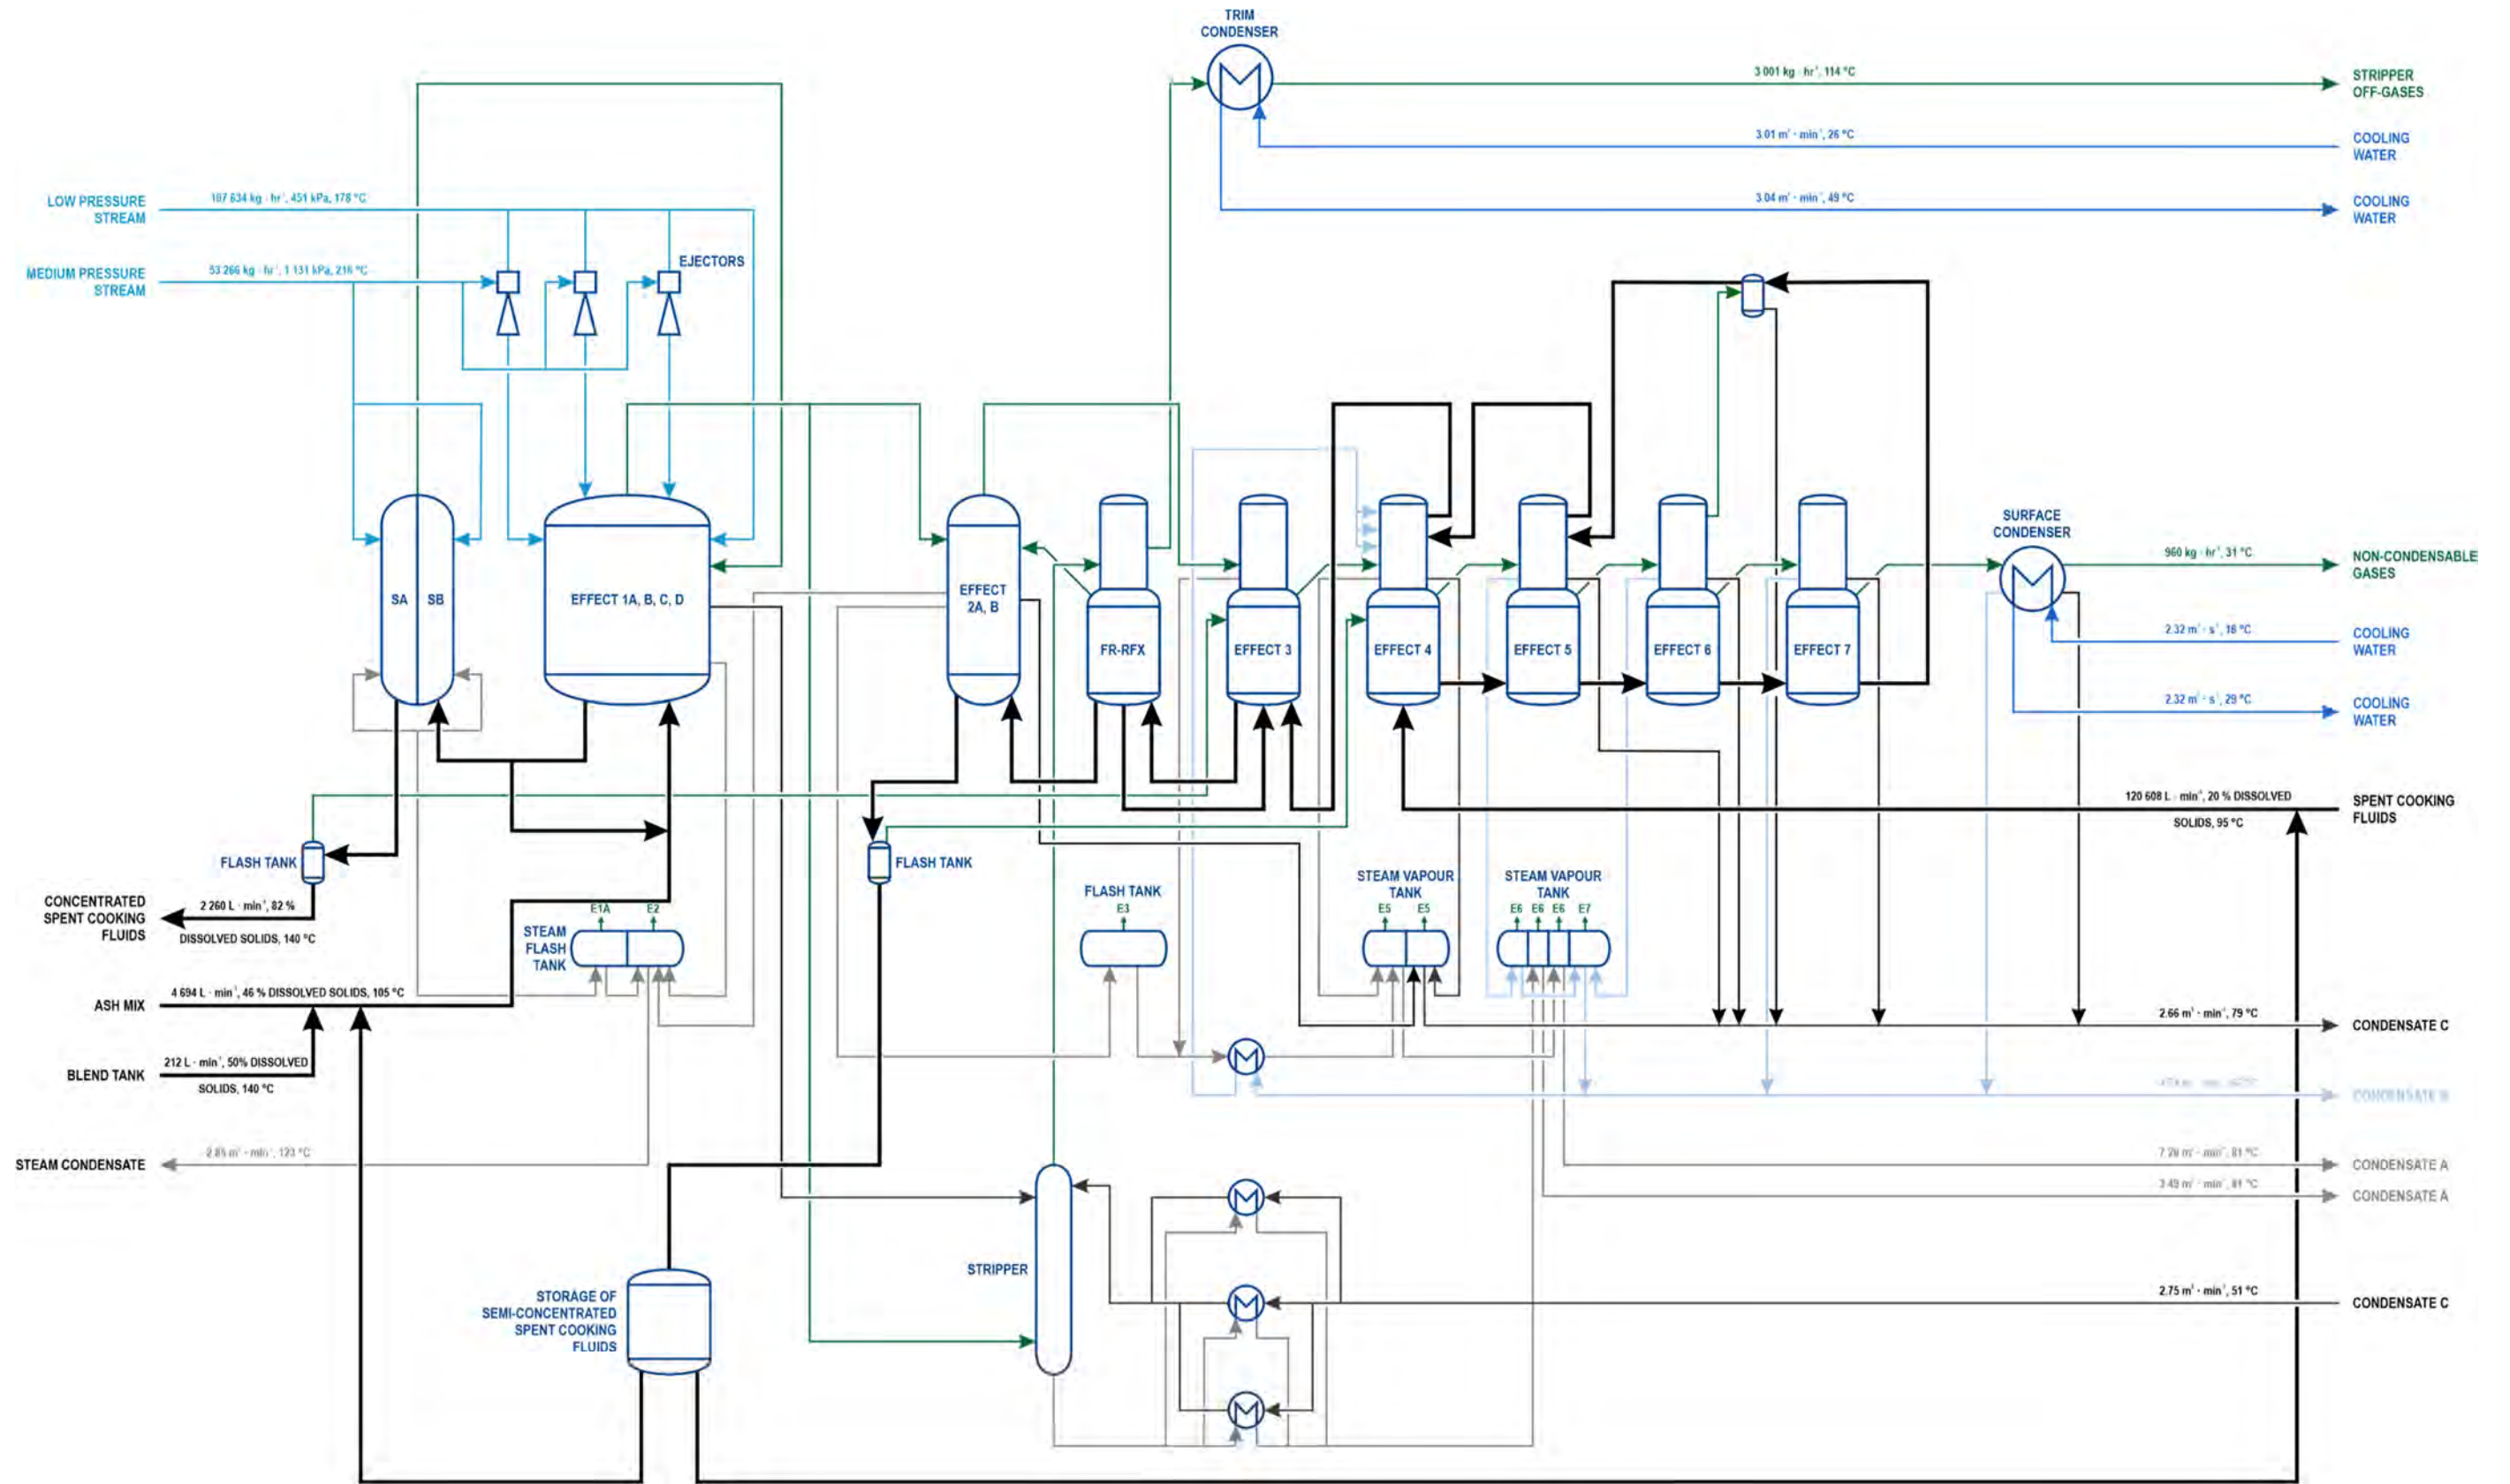 TRIM
CONDENSER
3 001 kg · hr⁻¹, 114 °C
STRIPPER
OFF-GASES
3.01 m³ · min⁻¹, 26 °C
COOLING
WATER
LOW PRESSURE
STREAM
107 634 kg · hr⁻¹, 451 kPa, 178 °C
3.04 m³ · min⁻¹, 49 °C
COOLING
WATER
MEDIUM PRESSURE
STREAM
53 266 kg · hr⁻¹, 1 131 kPa, 216 °C
EJECTORS
SURFACE
CONDENSER
960 kg · hr⁻¹, 31 °C
NON-CONDENSABLE
GASES
SA
SB
EFFECT 1A, B, C, D
EFFECT
2A, B
FR-RFX
EFFECT 3
EFFECT 4
EFFECT 5
EFFECT 6
EFFECT 7
2.32 m³ · s⁻¹, 18 °C
COOLING
WATER
2.32 m³ · s⁻¹, 29 °C
COOLING
WATER
120 608 L · min⁻¹, 20 % DISSOLVED
SOLIDS, 95 °C
SPENT COOKING
FLUIDS
FLASH TANK
FLASH TANK
FLASH TANK
E3
STEAM VAPOUR
TANK
E5
E5
STEAM VAPOUR
TANK
E6
E6
E6
E7
CONCENTRATED
SPENT COOKING
FLUIDS
2 260 L · min⁻¹, 82 %
DISSOLVED SOLIDS, 140 °C
E1A
E2
STEAM
FLASH
TANK
ASH MIX
4 694 L · min⁻¹, 46 % DISSOLVED SOLIDS, 105 °C
2.66 m³ · min⁻¹, 79 °C
CONDENSATE C
BLEND TANK
212 L · min⁻¹, 50% DISSOLVED
SOLIDS, 140 °C
CONDENSATE B
STEAM CONDENSATE
2.85 m³ · min⁻¹, 123 °C
7.20 m³ · min⁻¹, 81 °C
CONDENSATE A
3.49 m³ · min⁻¹, 81 °C
CONDENSATE A
STRIPPER
STORAGE OF
SEMI-CONCENTRATED
SPENT COOKING
FLUIDS
2.75 m³ · min⁻¹, 51 °C
CONDENSATE C